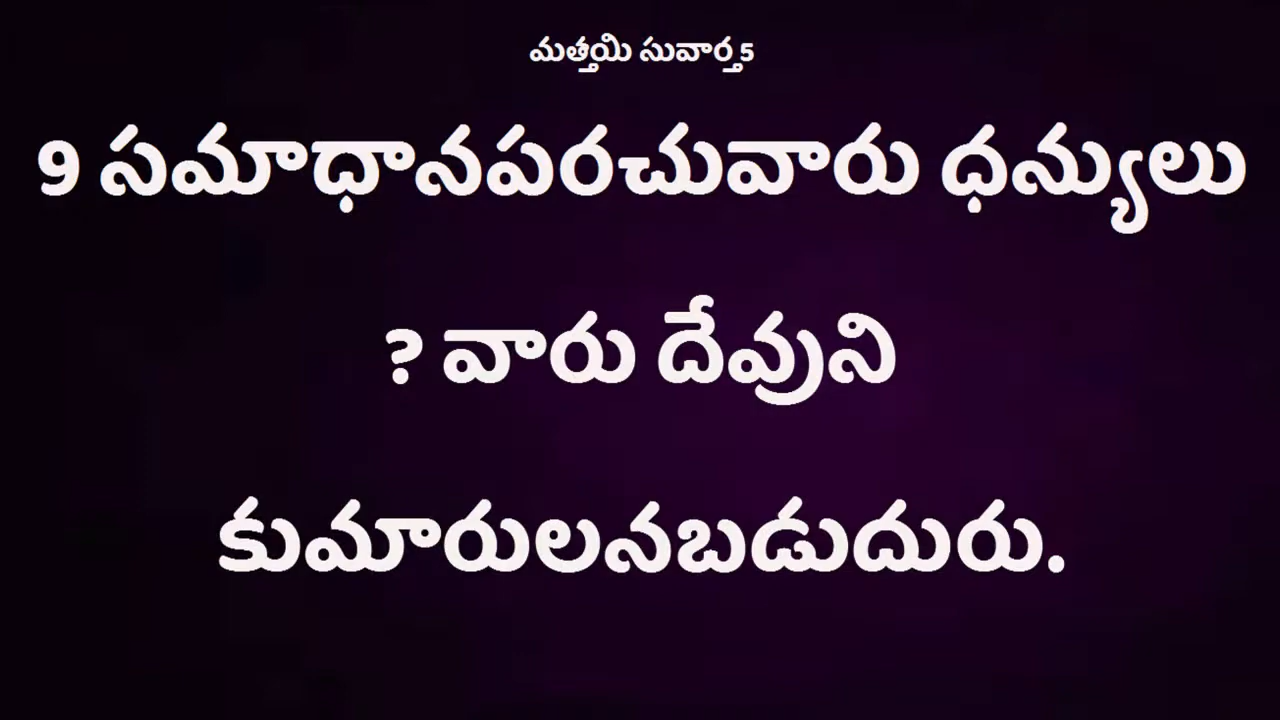 మత్తయి సువార్త 5
9 సమాధానపరచువారు ధన్యులు
? వారు దేవుని
కుమారులనబడుదురు.